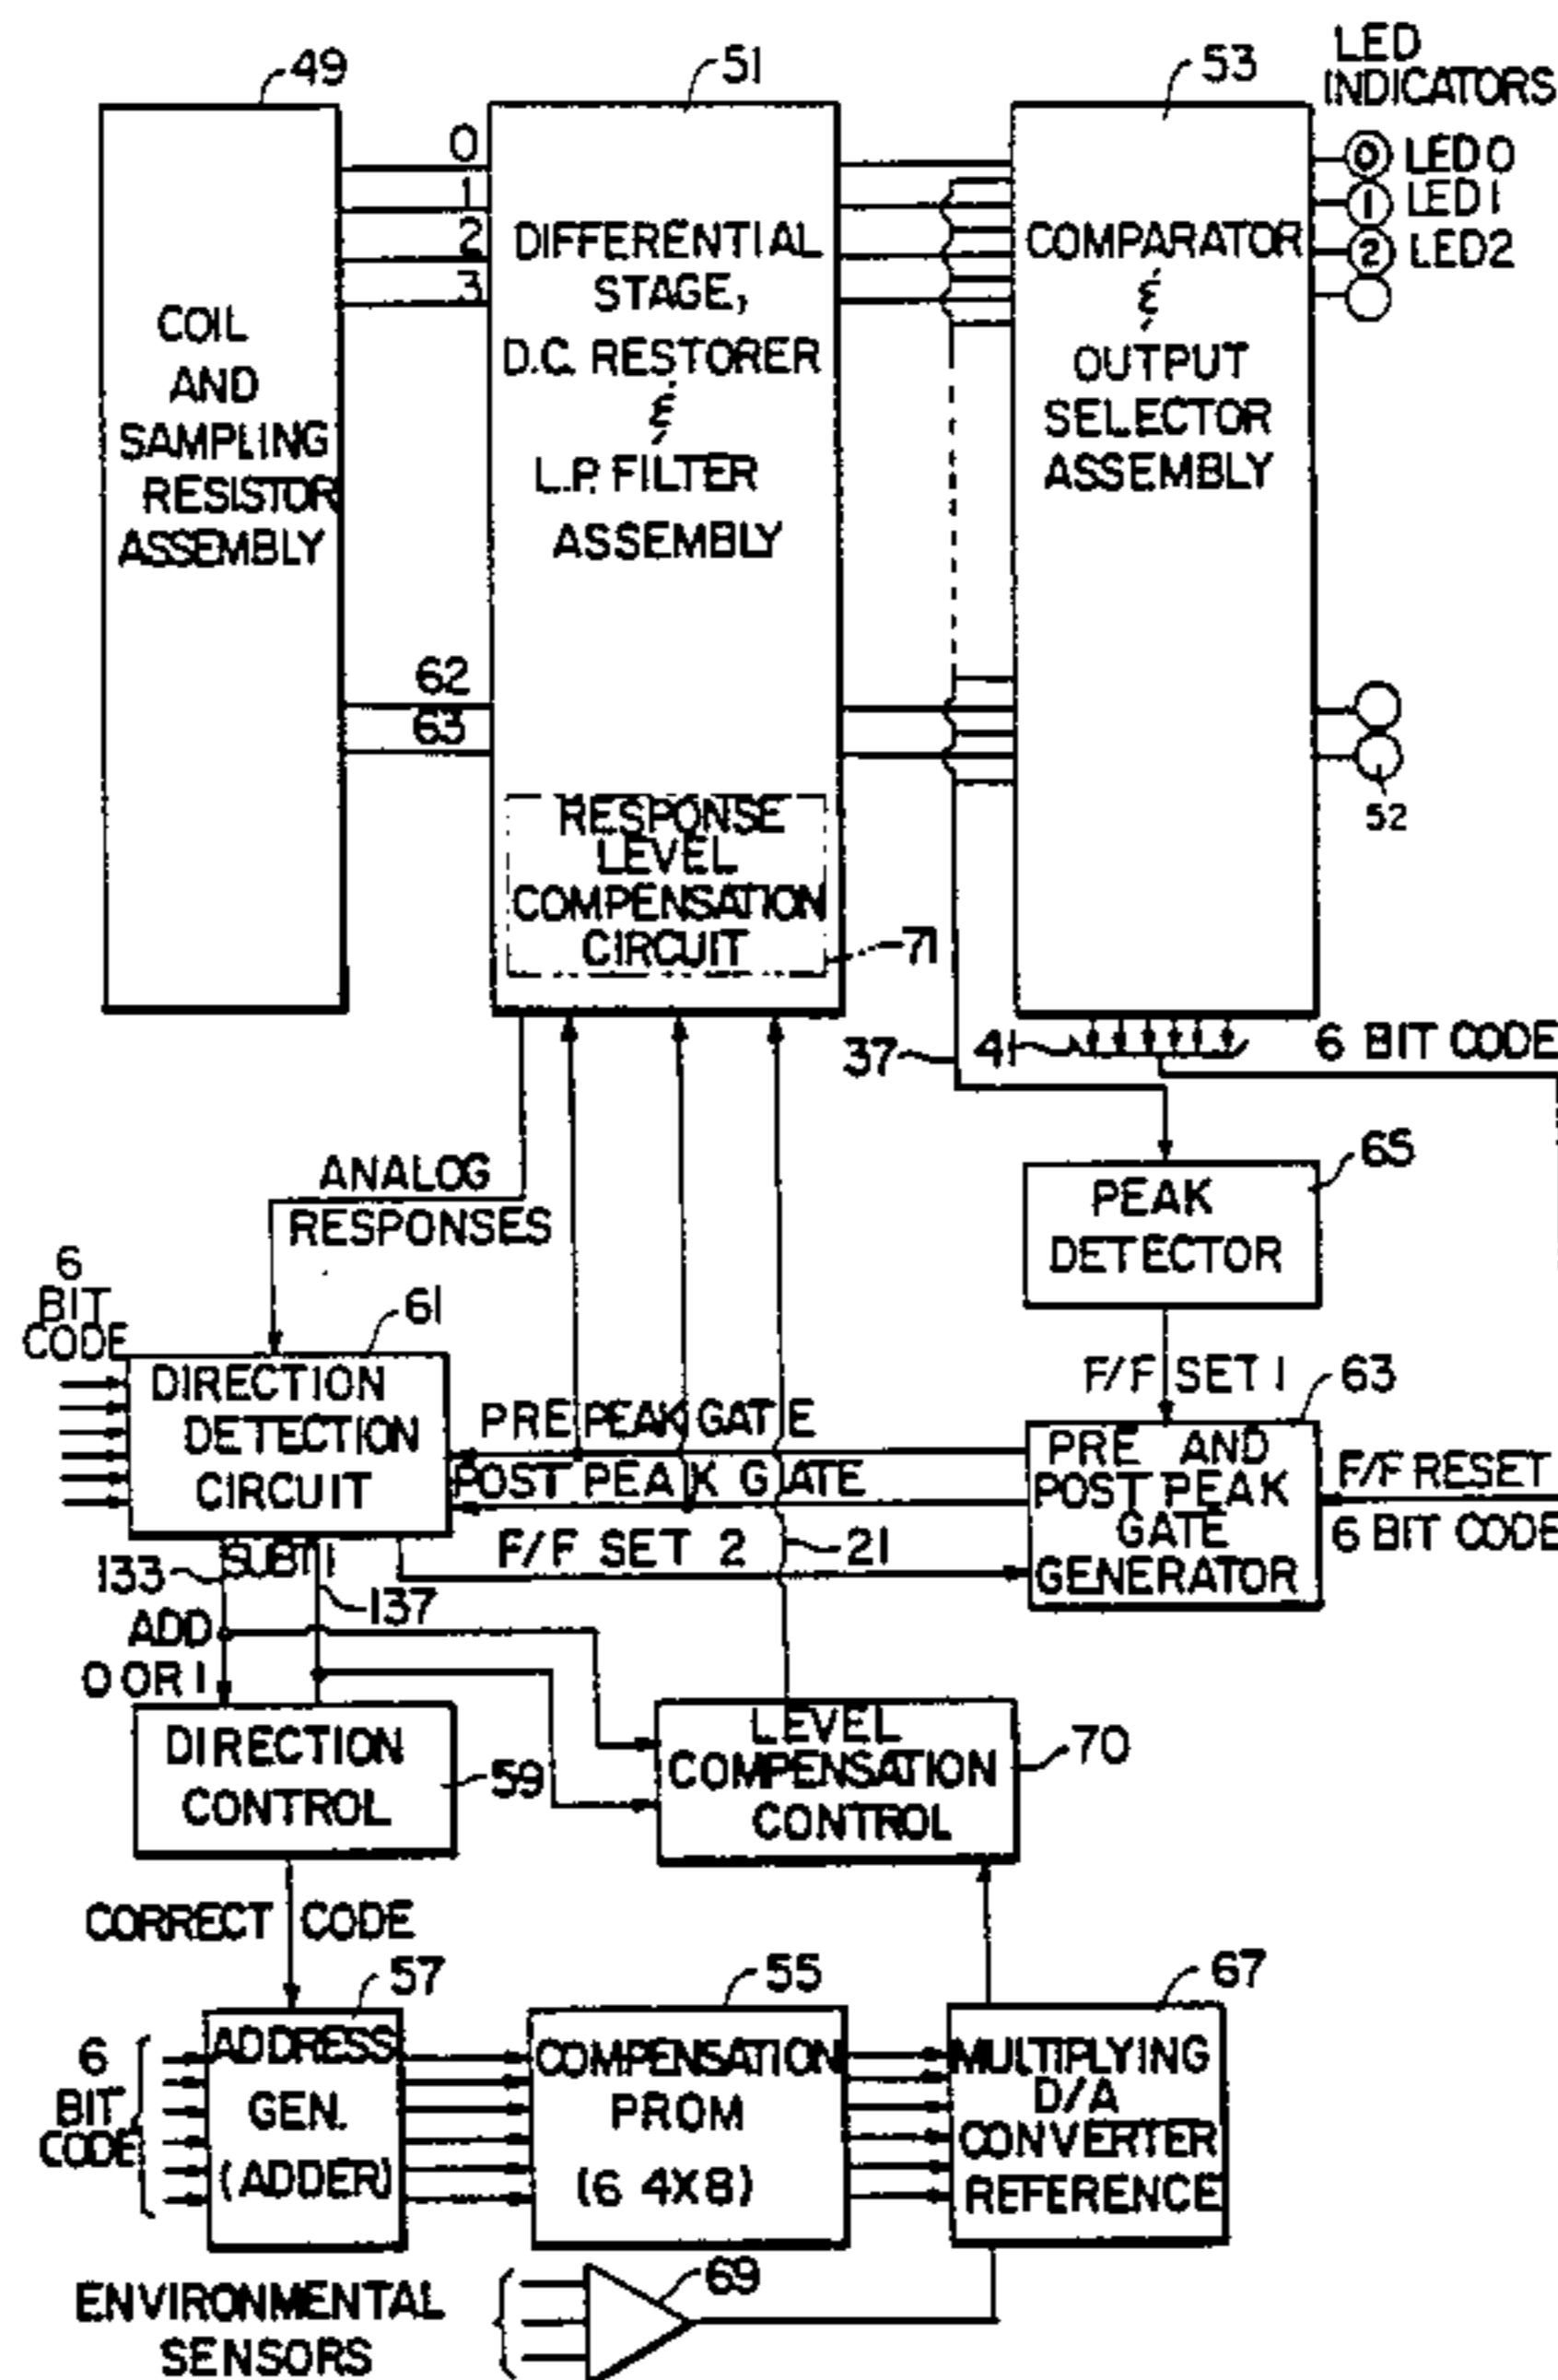 49
51
53
LED
INDICATORS
0
1
2
3
0 LED 0
1 LED 1
2 LED 2
COIL
AND
SAMPLING
RESISTOR
ASSEMBLY
DIFFERENTIAL
STAGE,
D.C. RESTORER
&
L.P. FILTER
ASSEMBLY
COMPARATOR
&
OUTPUT
SELECTOR
ASSEMBLY
62
63
52
RESPONSE
LEVEL
COMPENSATION
CIRCUIT
71
37
41
6 BIT CODE
ANALOG
RESPONSES
65
PEAK
DETECTOR
6
BIT
CODE
61
DIRECTION
DETECTION
CIRCUIT
F/F SET 1
63
PRE PEAK GATE
POST PEAK GATE
F/F SET 2
21
PRE AND
POST PEAK
GATE
GENERATOR
F/F RESET
6 BIT CODE
133
SUBT 1
137
ADD
0 OR 1
DIRECTION
CONTROL
59
LEVEL
COMPENSATION
CONTROL
70
CORRECT CODE
57
55
67
6
BIT
CODE
ADDRESS
GEN.
(ADDER)
COMPENSATION
PROM
(6 4X8)
MULTIPLYING
D/A
CONVERTER
REFERENCE
ENVIRONMENTAL
SENSORS
69